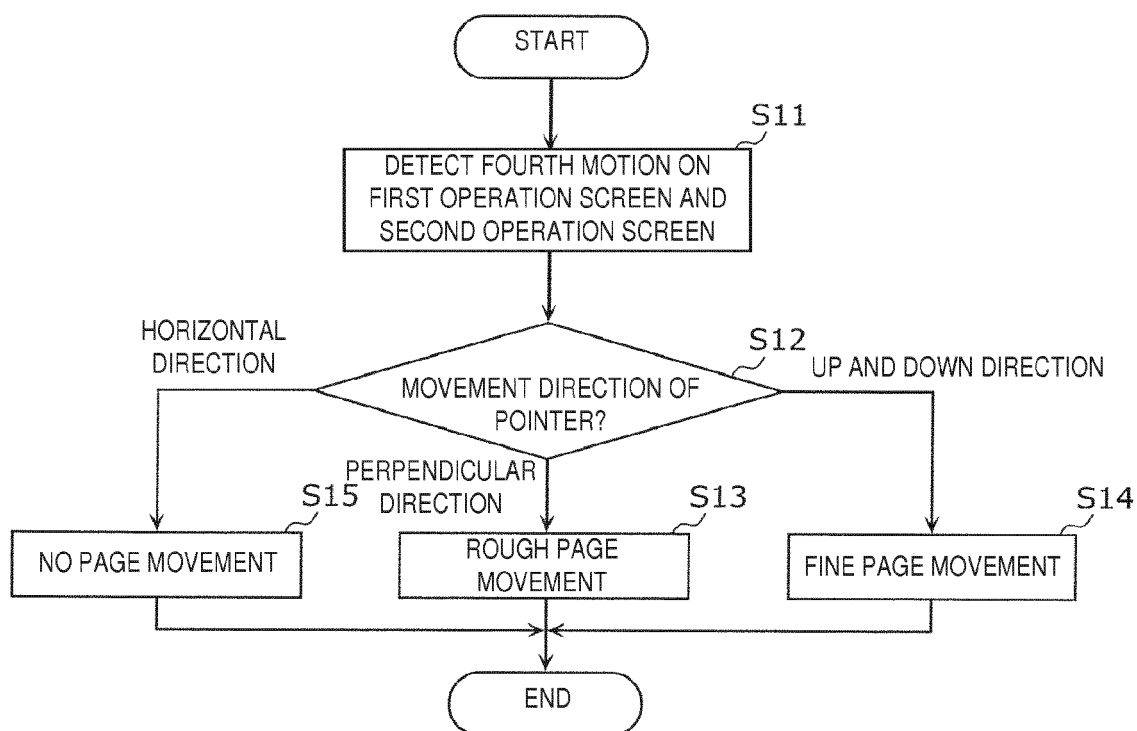 START
S11
DETECT FOURTH MOTION ON
FIRST OPERATION SCREEN AND
SECOND OPERATION SCREEN
HORIZONTAL
DIRECTION
S12
UP AND DOWN DIRECTION
MOVEMENT DIRECTION OF
POINTER?
PERPENDICULAR
DIRECTION
S15
S13
S14
NO PAGE MOVEMENT
ROUGH PAGE
MOVEMENT
FINE PAGE MOVEMENT
END